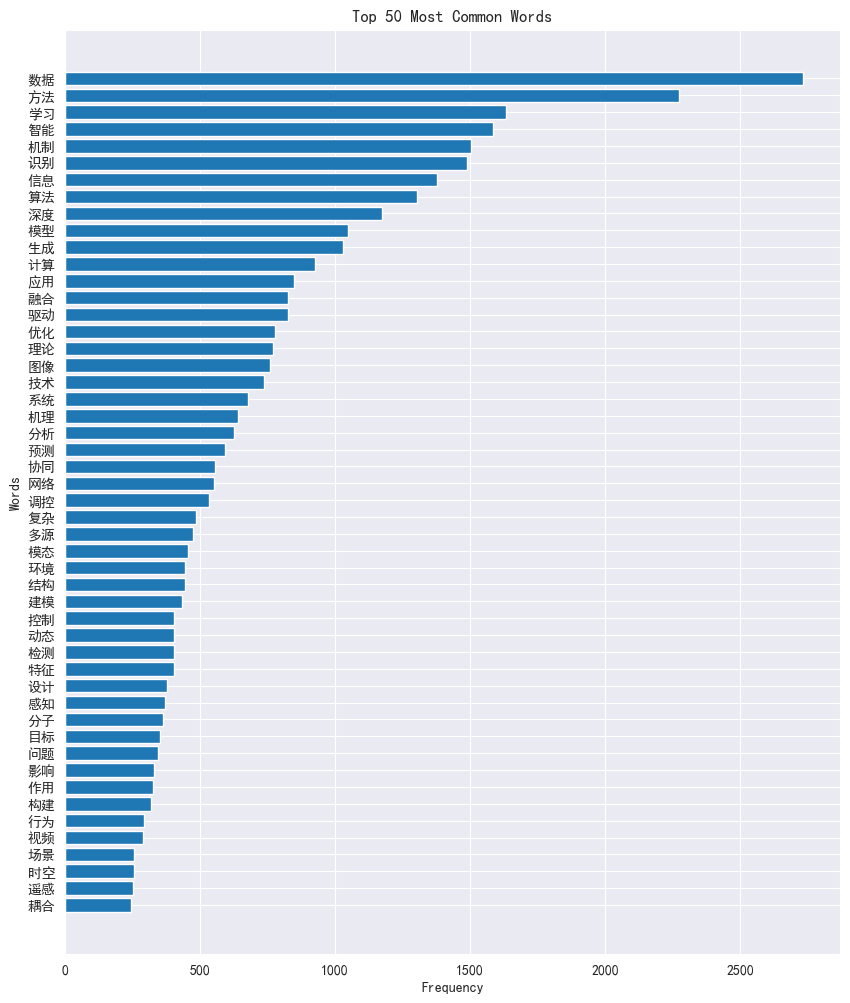 Top 50 Most Common Words
数据
方法
学习
智能
机制
识别
信息
算法
深度
模型
生成
计算
应用
融合
驱动
优化
理论
图像
技术
系统
机理
分析
预测
协同
网络
调控
复杂
多源
模态
环境
结构
建模
控制
动态
检测
特征
设计
感知
分子
目标
问题
影响
作用
构建
行为
视频
场景
时空
遥感
耦合
Words
0 500 1000 1500 2000 2500
Frequency